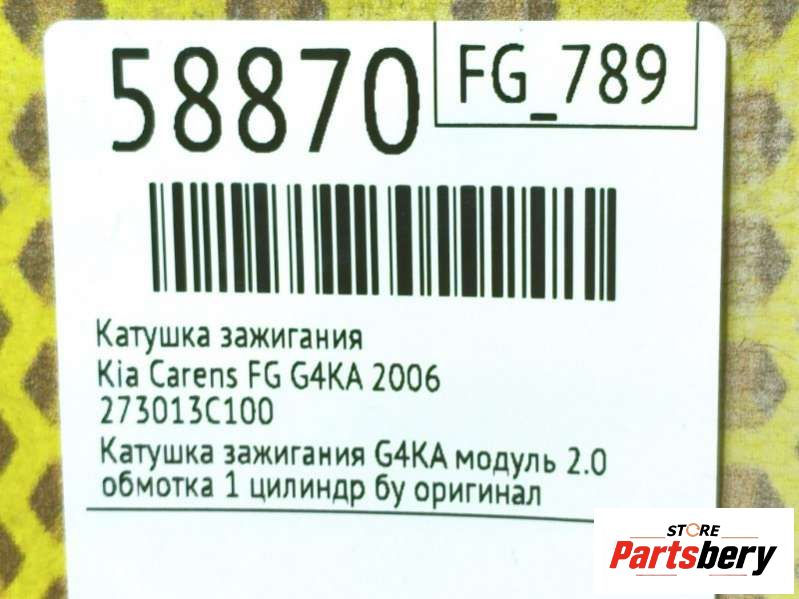 58870
FG_789
Катушка зажигания
Kia Carens FG G4KA 2006
273013C100
Катушка зажигания G4KA модуль 2.0
обмотка 1 цилиндр бу оригинал
STORE
Partsbery